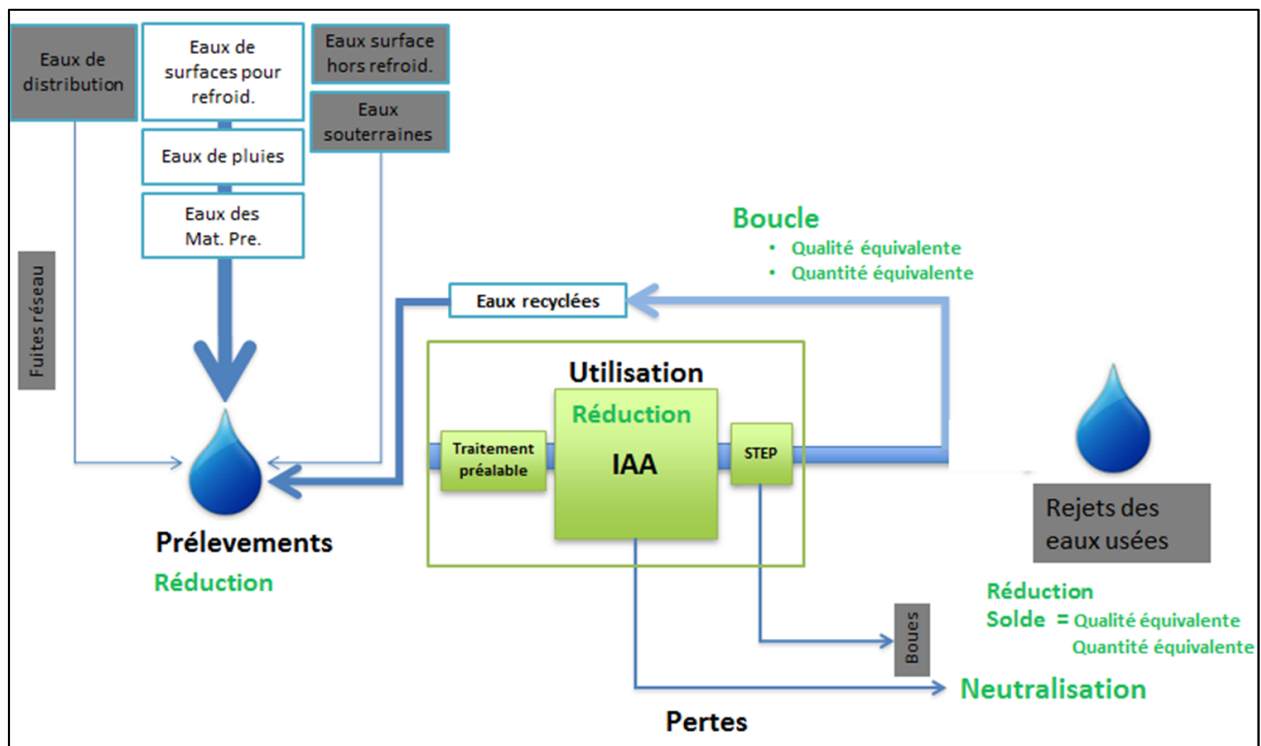 Eaux de
distribution
Eaux de
surfaces pour
refroid.
Eaux surface
hors refroid.
Eaux
souterraines
Eaux de pluies
Eaux des
Mat. Pre.
Fuites réseau
Boucle
• Qualité équivalente
• Quantité équivalente
Eaux recyclées
Utilisation
Réduction
IAA
Traitement
préalable
STEP
Prélevements
Réduction
Rejets des
eaux usées
Réduction
Solde = Qualité équivalente
Quantité équivalente
Boues
Neutralisation
Pertes